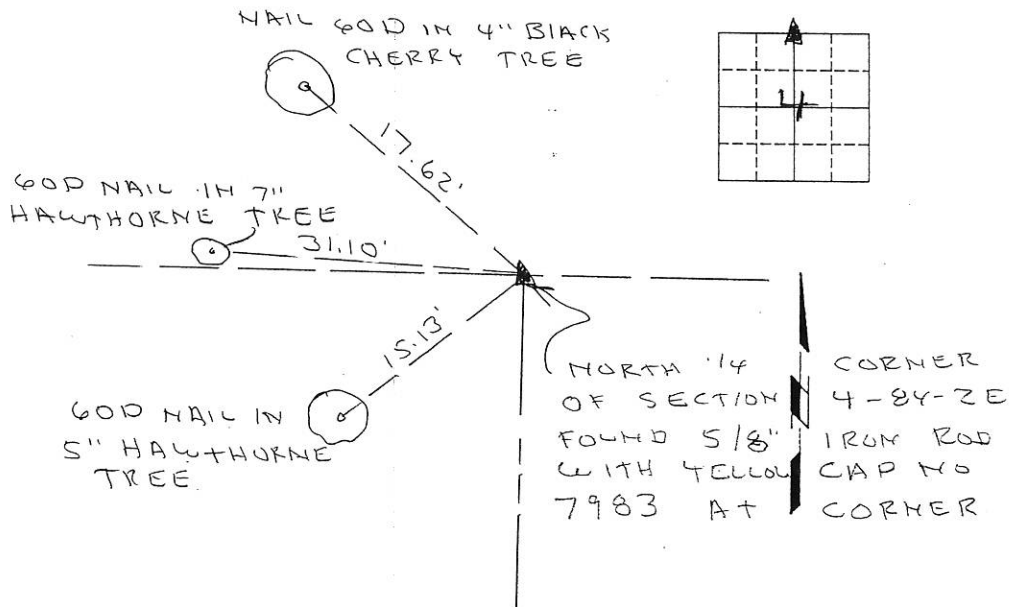 NAIL 60D IN 4" BLACK
CHERRY TREE
4
17.62'
60D NAIL IN 7"
HAWTHORNE TREE
31.10'
15.13'
60D NAIL IN
5" HAWTHORNE
TREE
NORTH 1/4 CORNER
OF SECTION 4-84-2E
FOUND 5/8" IRON ROD
WITH YELLOW CAP NO
7983 AT CORNER